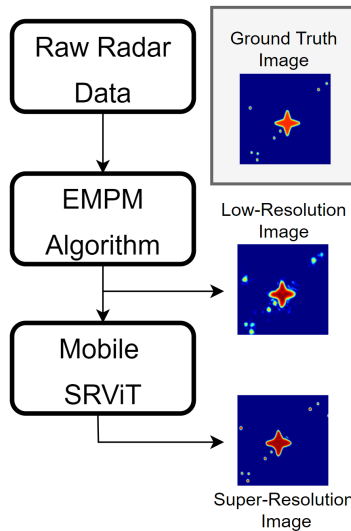 Raw Radar
Data
Ground Truth
Image
EMPM
Algorithm
Low-Resolution
Image
Mobile
SRViT
Super-Resolution
Image